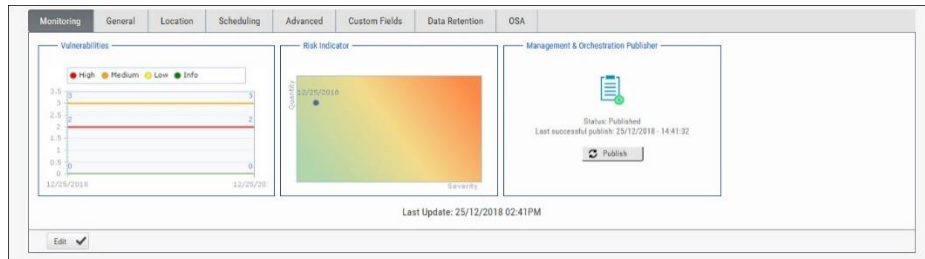 Monitoring General Location Scheduling Advanced Custom Fields Data Retention OSA
Vulnerabilities
High Medium Low Info
3.5
3
2.5
2
1.5
1
0.5
0
3 3
2 2
0 0
12/25/2018 12/25/20
Risk Indicator
Quantity
12/25/2018
Severity
Management & Orchestration Publisher
Status: Published
Last successful publish: 25/12/2018 - 14:41:32
Publish
Last Update: 25/12/2018 02:41PM
Edit